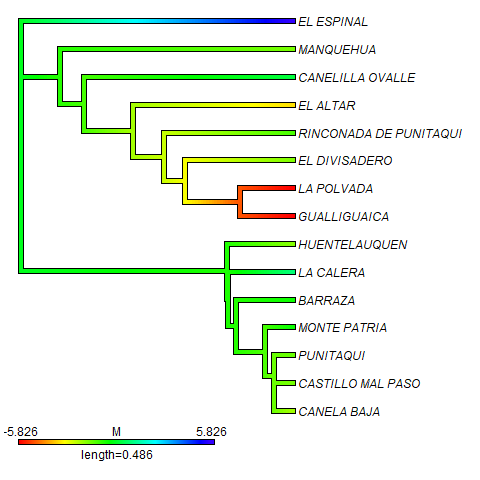 EL ESPINAL
MANQUEHUA
CANELILLA OVALLE
EL ALTAR
RINCONADA DE PUNITAQUI
EL DIVISADERO
LA POLVADA
GUALLIGUAICA
HUENTELAUQUEN
LA CALERA
BARRAZA
MONTE PATRIA
PUNITAQUI
CASTILLO MAL PASO
CANELA BAJA
-5.826 M 5.826
length=0.486